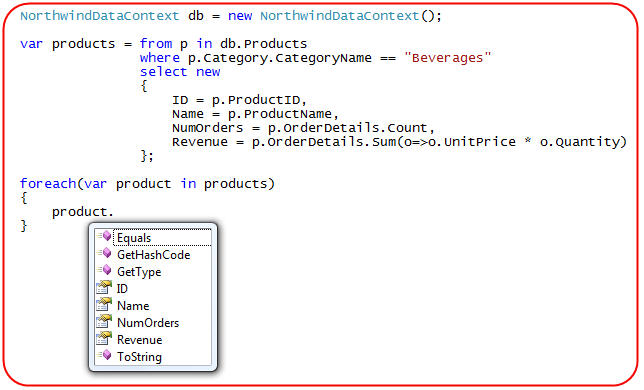 NorthwindDataContext db = new NorthwindDataContext();
var products = from p in db.Products
where p.Category.CategoryName == "Beverages"
select new
{
ID = p.ProductID,
Name = p.ProductName,
NumOrders = p.OrderDetails.Count,
Revenue = p.OrderDetails.Sum(o=>o.UnitPrice * o.Quantity)
};
foreach(var product in products)
{
product.
}
Equals
GetHashCode
GetType
ID
Name
NumOrders
Revenue
ToString